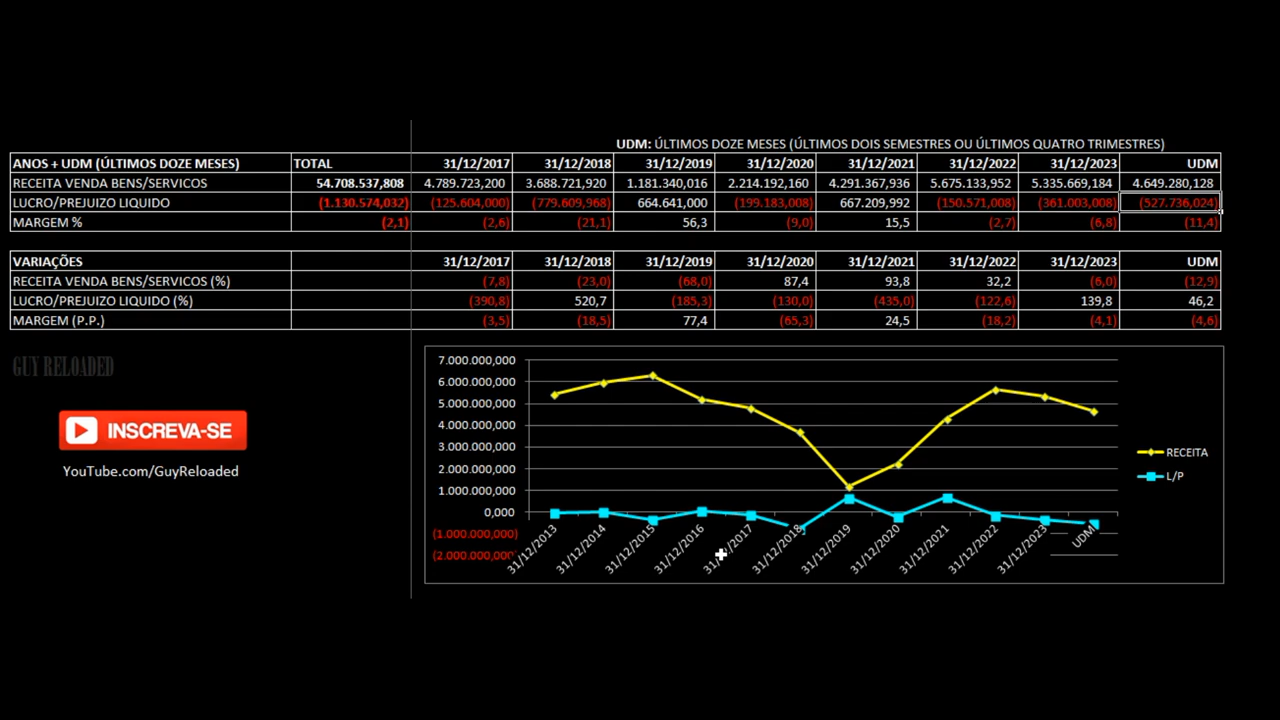 UDM: ÚLTIMOS DOZE MESES (ÚLTIMOS DOIS SEMESTRES OU ÚLTIMOS QUATRO TRIMESTRES)
ANOS + UDM (ÚLTIMOS DOZE MESES) TOTAL 31/12/2017 31/12/2018 31/12/2019 31/12/2020 31/12/2021 31/12/2022 31/12/2023 UDM
RECEITA VENDA BENS/SERVICOS 54.708.537,808 4.789.723,200 3.688.721,920 1.181.340,016 2.214.192,160 4.291.367,936 5.675.133,952 5.335.669,184 4.649.280,128
LUCRO/PREJUIZO LIQUIDO (1.130.574,032) (125.604,000) (779.609,968) 664.641,000 (199.183,008) 667.209,992 (150.571,008) (361.003,008) (527.736,024)
MARGEM % (2,1) (2,6) (21,1) 56,3 (9,0) 15,5 (2,7) (6,8) (11,4)
VARIAÇÕES 31/12/2017 31/12/2018 31/12/2019 31/12/2020 31/12/2021 31/12/2022 31/12/2023 UDM
RECEITA VENDA BENS/SERVICOS (%) (7,8) (23,0) (68,0) 87,4 93,8 32,2 (6,0) (12,9)
LUCRO/PREJUIZO LIQUIDO (%) (390,8) 520,7 (185,3) (130,0) (435,0) (122,6) 139,8 46,2
MARGEM (P.P.) (3,5) (18,5) 77,4 (65,3) 24,5 (18,2) (4,1) (4,6)
GUY RELOADED
INSCREVA-SE
YouTube.com/GuyReloaded
7.000.000,000
6.000.000,000
5.000.000,000
4.000.000,000
3.000.000,000
2.000.000,000
1.000.000,000
0,000
(1.000.000,000)
(2.000.000,000)
31/12/2013 31/12/2014 31/12/2015 31/12/2016 31/12/2017 31/12/2018 31/12/2019 31/12/2020 31/12/2021 31/12/2022 31/12/2023 UDM
RECEITA
L/P